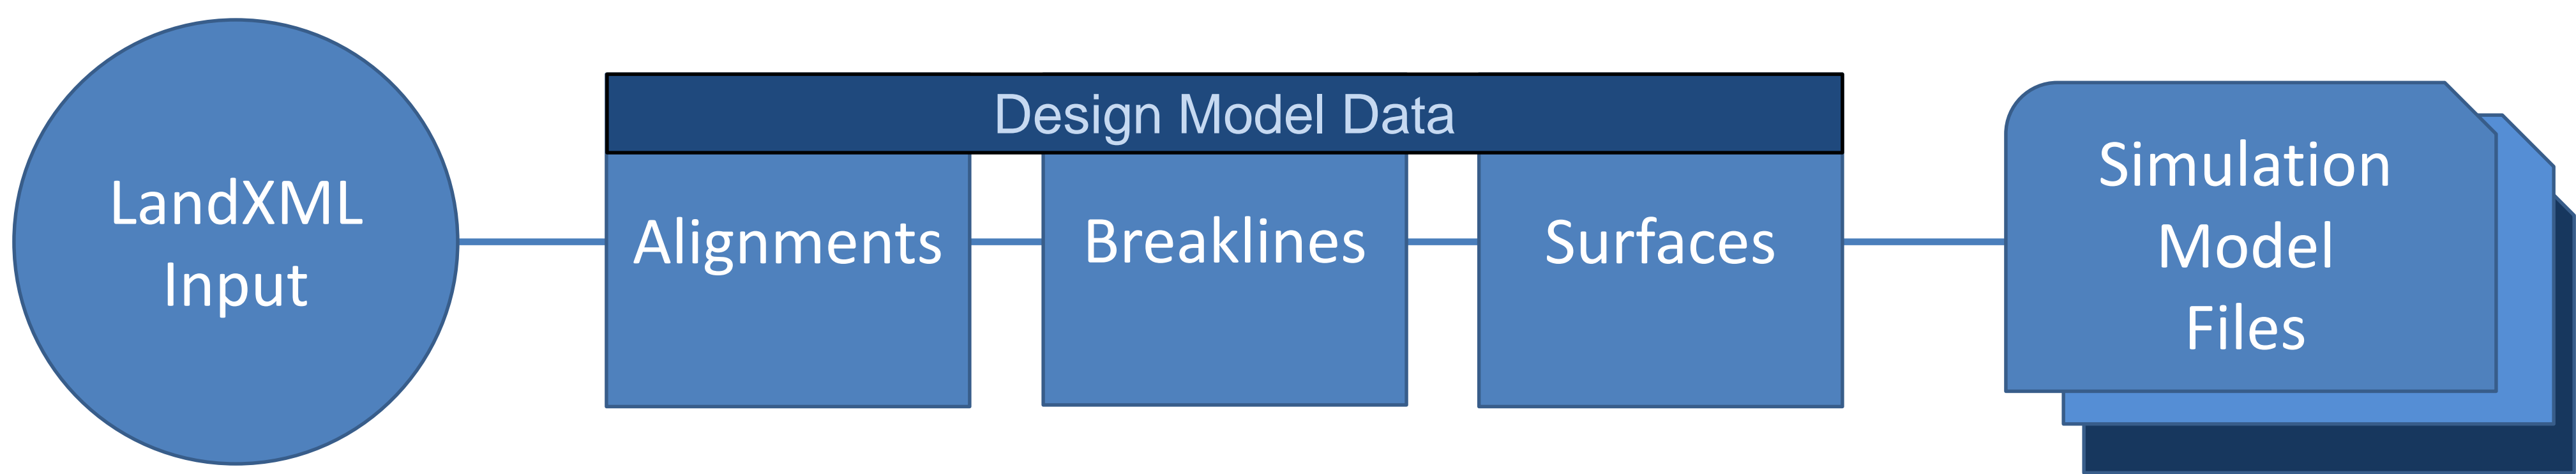 LandXML
Input
Design Model Data
Alignments
Breaklines
Surfaces
Simulation
Model
Files